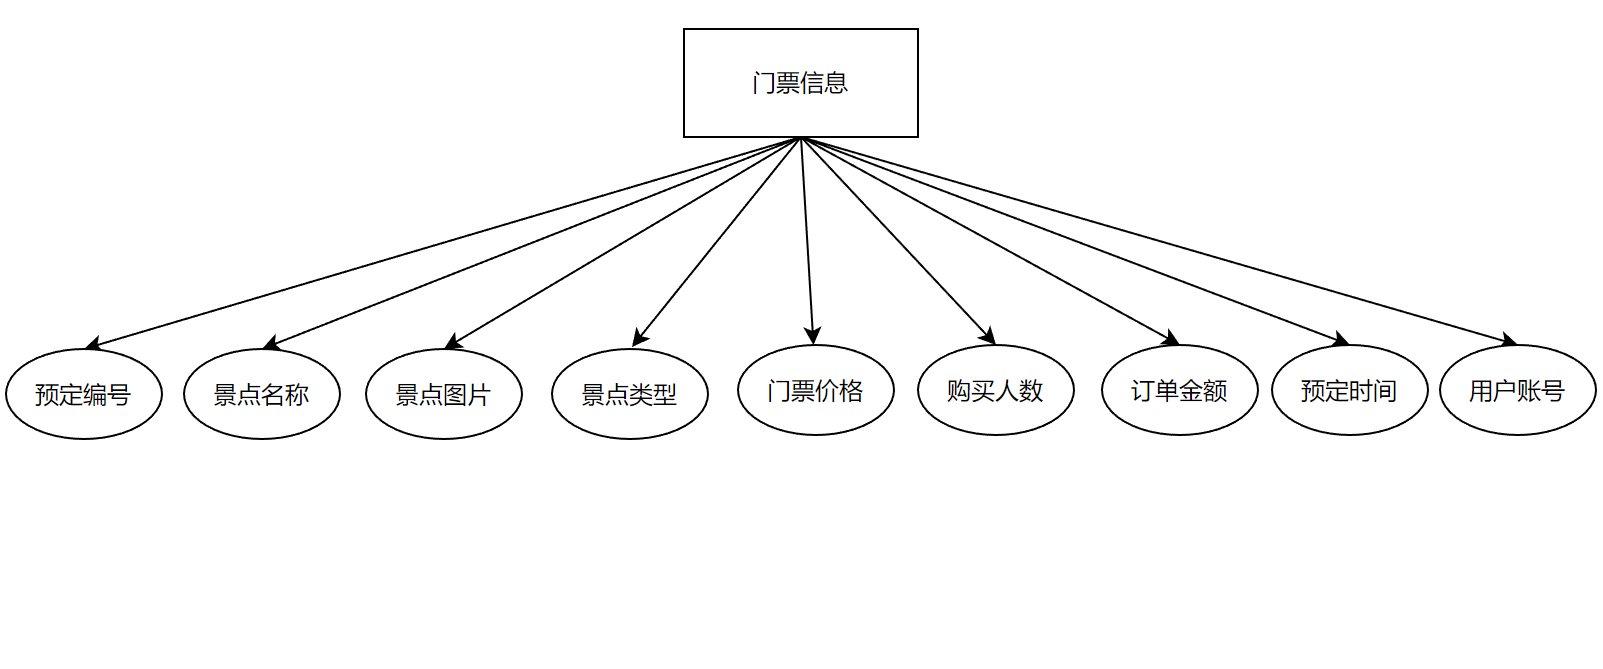 门票信息
预定编号
景点名称
景点图片
景点类型
门票价格
购买人数
订单金额
预定时间
用户账号